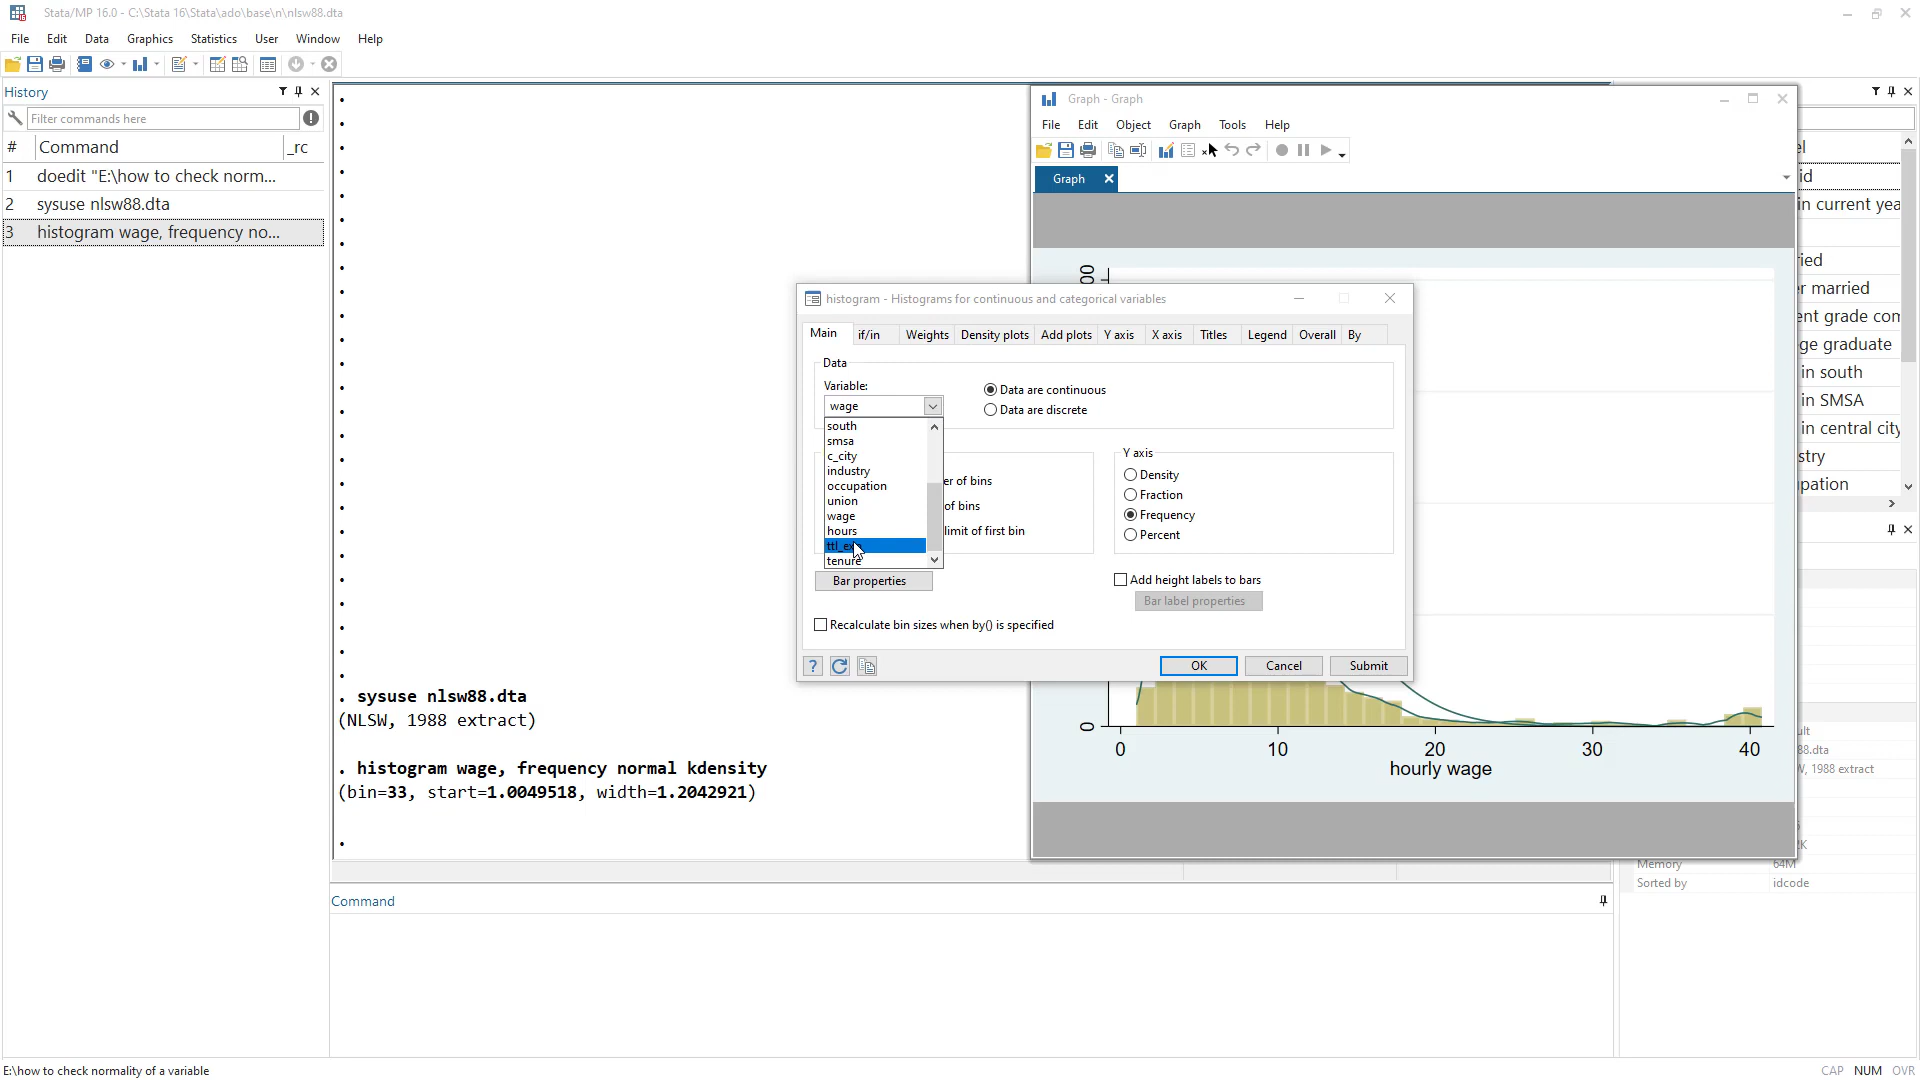 Stata/MP 16.0 - C:\Stata 16\Stata\ado\base\n\nlsw88.dta
File Edit Data Graphics Statistics User Window Help
History
Filter commands here
# Command _rc
1 doedit "E:\how to check norm...
2 sysuse nlsw88.dta
3 histogram wage, frequency no...
. sysuse nlsw88.dta
(NLSW, 1988 extract)
. histogram wage, frequency normal kdensity
(bin=33, start=1.0049518, width=1.2042921)
.
Command
Graph - Graph
File Edit Object Graph Tools Help
Graph
00
histogram - Histograms for continuous and categorical variables
Main if/in Weights Density plots Add plots Y axis X axis Titles Legend Overall By
Data
Variable:
wage
Data are continuous
Data are discrete
south
smsa
c_city
industry
occupation
union
wage
hours
tenure
er of bins
of bins
limit of first bin
Bar properties
Y axis
Density
Fraction
Frequency
Percent
Add height labels to bars
Bar label properties
Recalculate bin sizes when by() is specified
? OK Cancel Submit
0
0 10 20 30 40
hourly wage
el
id
in current yea
ried
r married
ent grade con
ge graduate
in south
in SMSA
in central city
stry
pation
ult
88.dta
W, 1988 extract
2K
Memory 64M
Sorted by idcode
E:\how to check normality of a variable
CAP NUM OVR